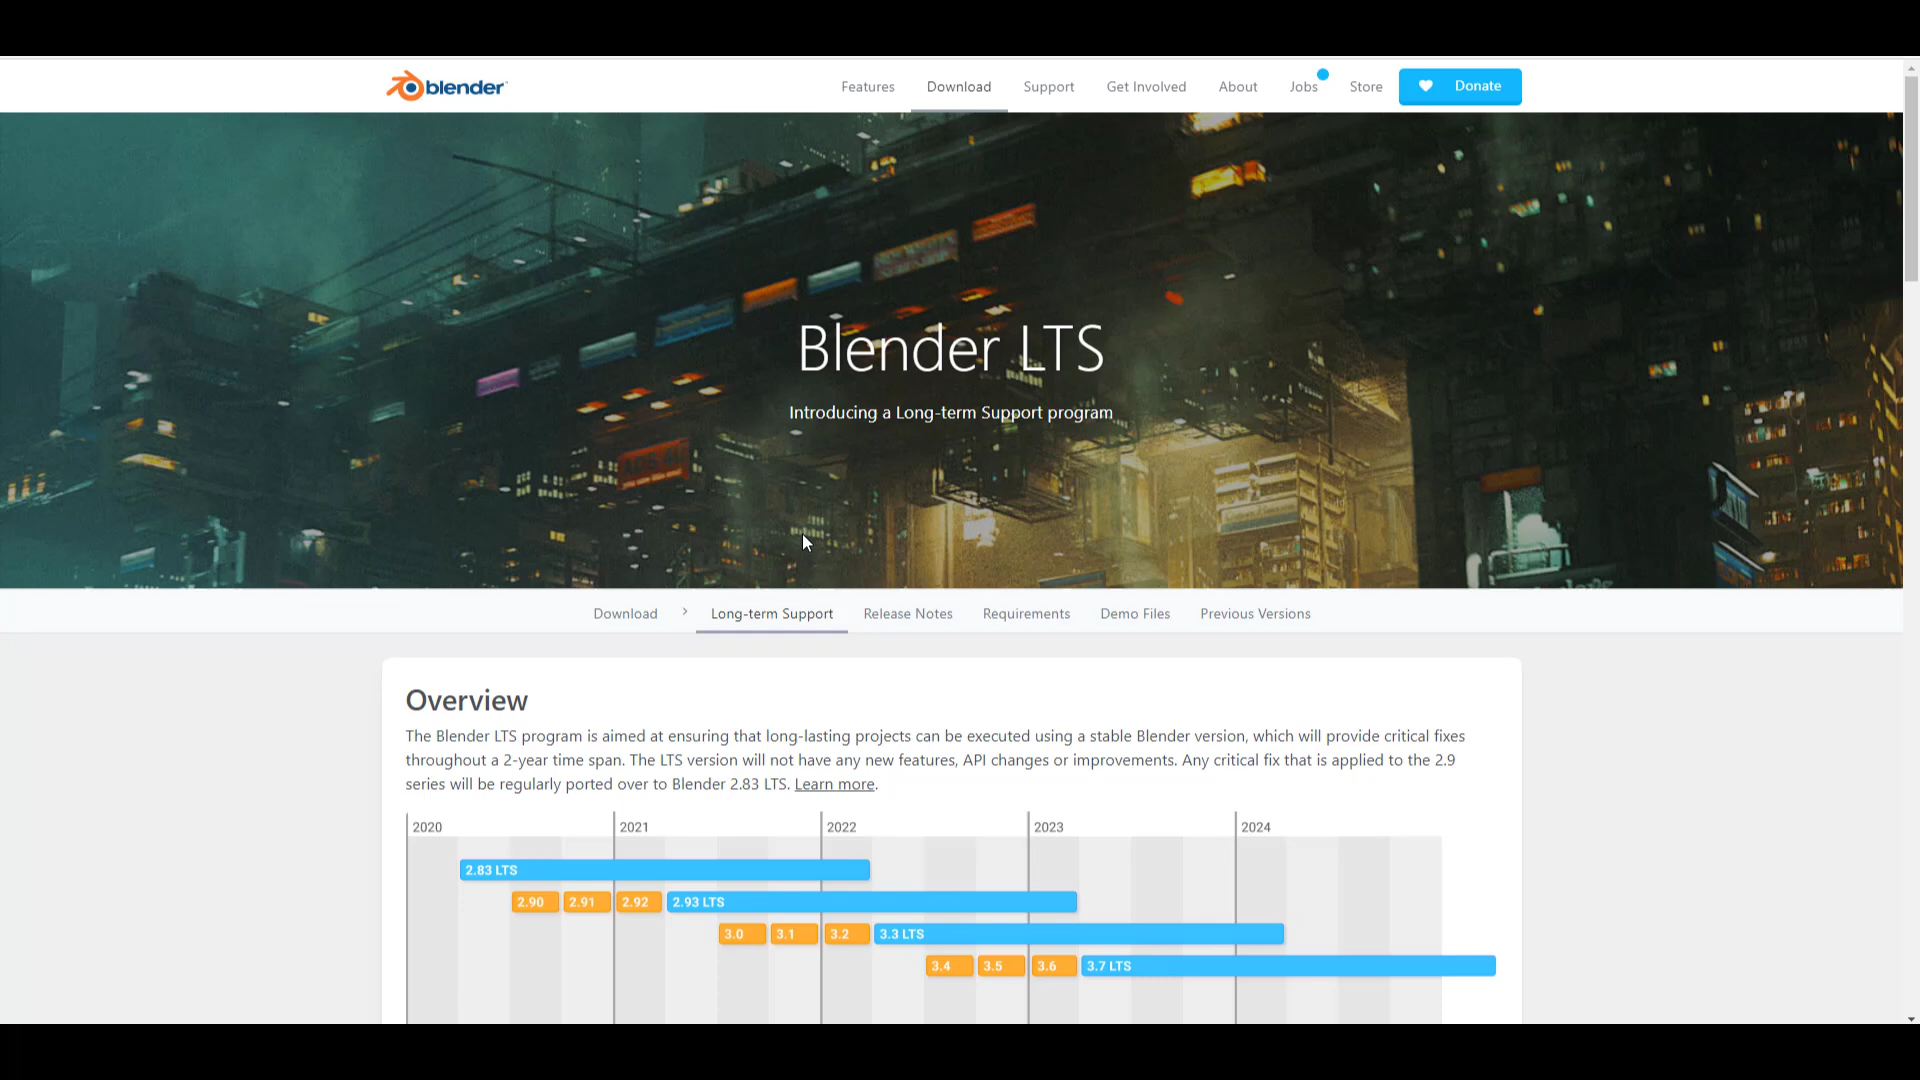 blender
Features Download Support Get Involved About Jobs Store Donate
Blender LTS
Introducing a Long-term Support program
Download > Long-term Support Release Notes Requirements Demo Files Previous Versions
Overview
The Blender LTS program is aimed at ensuring that long-lasting projects can be executed using a stable Blender version, which will provide critical fixes
throughout a 2-year time span. The LTS version will not have any new features, API changes or improvements. Any critical fix that is applied to the 2.9
series will be regularly ported over to Blender 2.83 LTS. Learn more.
2020 2021 2022 2023 2024
2.83 LTS
2.90 2.91 2.92 2.93 LTS
3.0 3.1 3.2 3.3 LTS
3.4 3.5 3.6 3.7 LTS